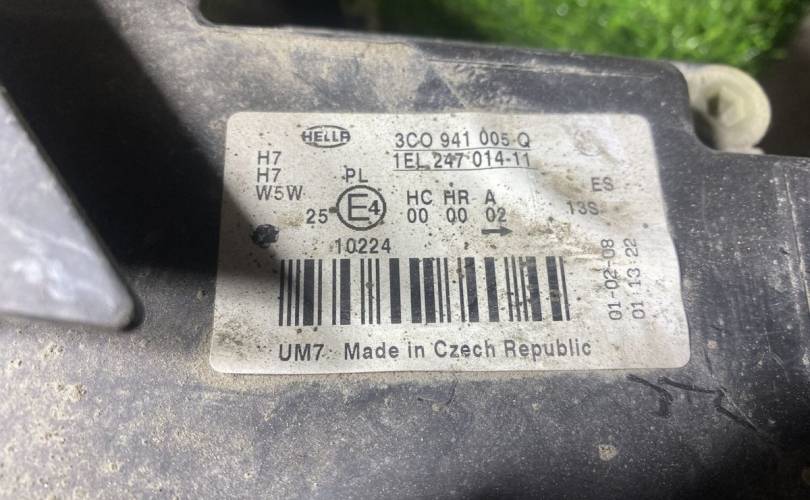 HELLA
3C0 941 005 Q
1EL 247 014-11
H7
H7
W5W
PL
25 E4
HC HR A
00 00 02
10224
ES
13S
01-02-08
01 13:22
UM7 Made in Czech Republic